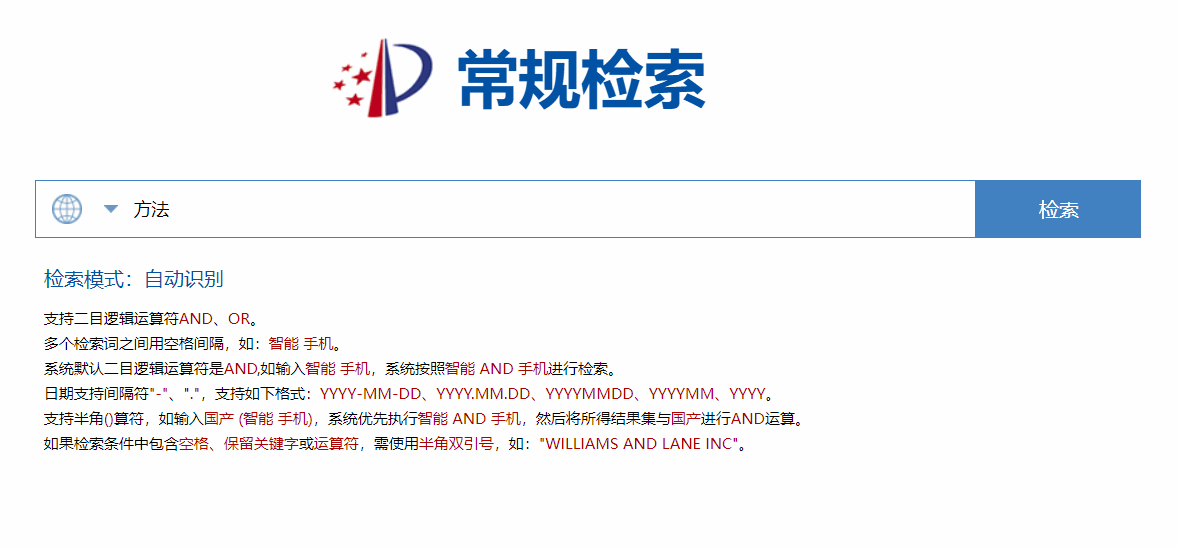 常规检索
方法
检索
检索模式：自动识别
支持二目逻辑运算符AND、OR。
多个检索词之间用空格间隔，如：智能 手机。
系统默认二目逻辑运算符是AND,如输入智能 手机，系统按照智能 AND 手机进行检索。
日期支持间隔符"-"、"."，支持如下格式：YYYY-MM-DD、YYYY.MM.DD、YYYYMMDD、YYYYMM、YYYY。
支持半角()算符，如输入国产 (智能 手机)，系统优先执行智能 AND 手机，然后将所得结果集与国产进行AND运算。
如果检索条件中包含空格、保留关键字或运算符，需使用半角双引号，如："WILLIAMS AND LANE INC"。